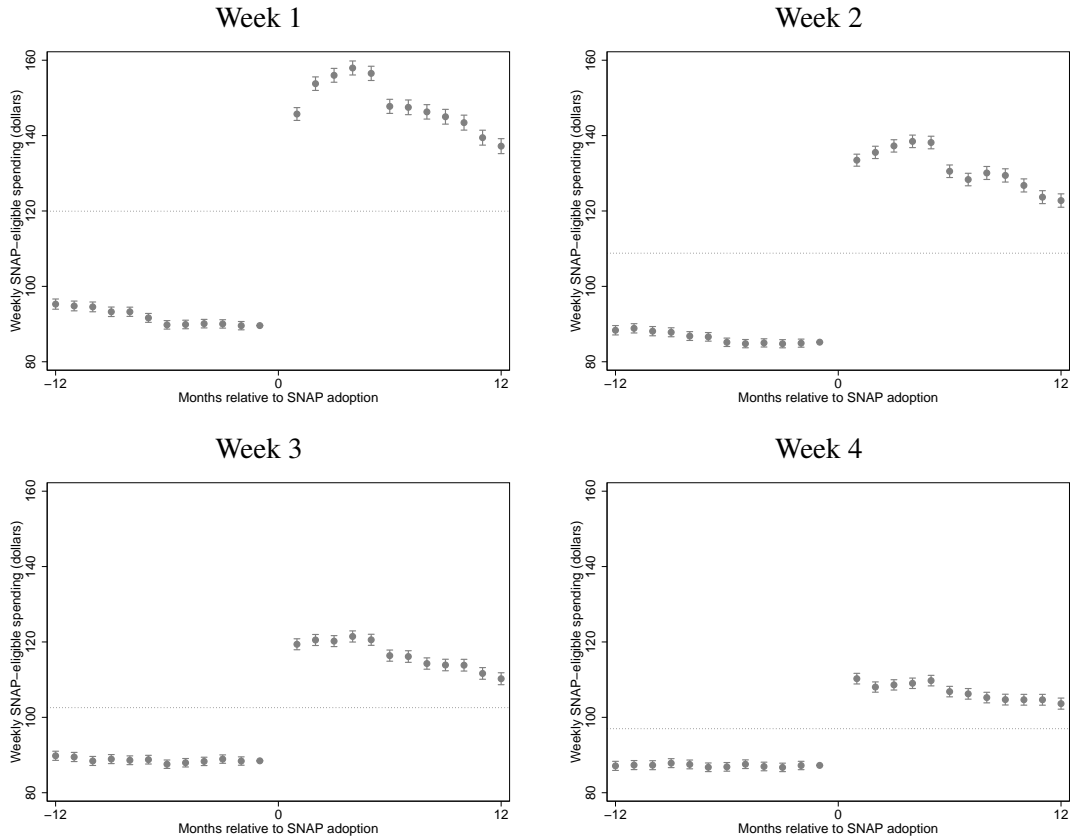 Week 1
Weekly SNAP−eligible spending (dollars)
160
140
120
100
80
−12
0
12
Months relative to SNAP adoption
Week 2
Weekly SNAP−eligible spending (dollars)
160
140
120
100
80
−12
0
12
Months relative to SNAP adoption
Week 3
Weekly SNAP−eligible spending (dollars)
160
140
120
100
80
−12
0
12
Months relative to SNAP adoption
Week 4
Weekly SNAP−eligible spending (dollars)
160
140
120
100
80
−12
0
12
Months relative to SNAP adoption